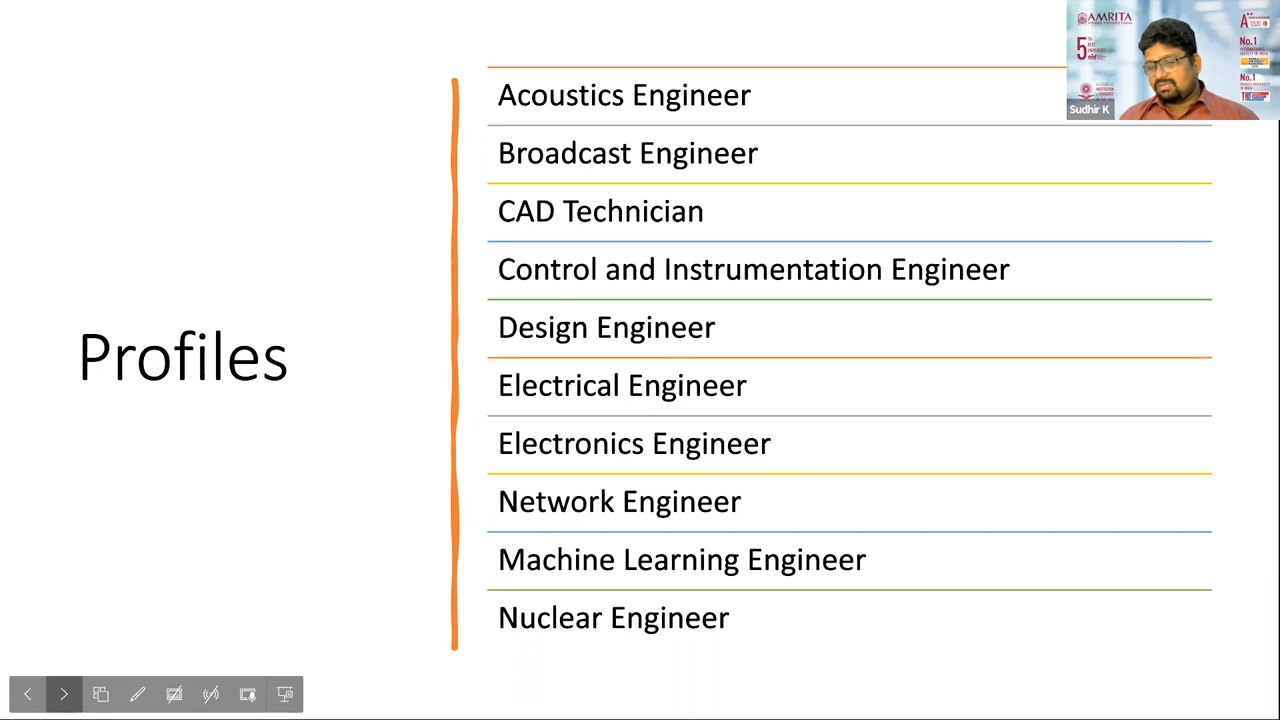 Profiles
Acoustics Engineer
Broadcast Engineer
CAD Technician
Control and Instrumentation Engineer
Design Engineer
Electrical Engineer
Electronics Engineer
Network Engineer
Machine Learning Engineer
Nuclear Engineer
AMRITA
5
A++
No.1
No.1
Sudhir K